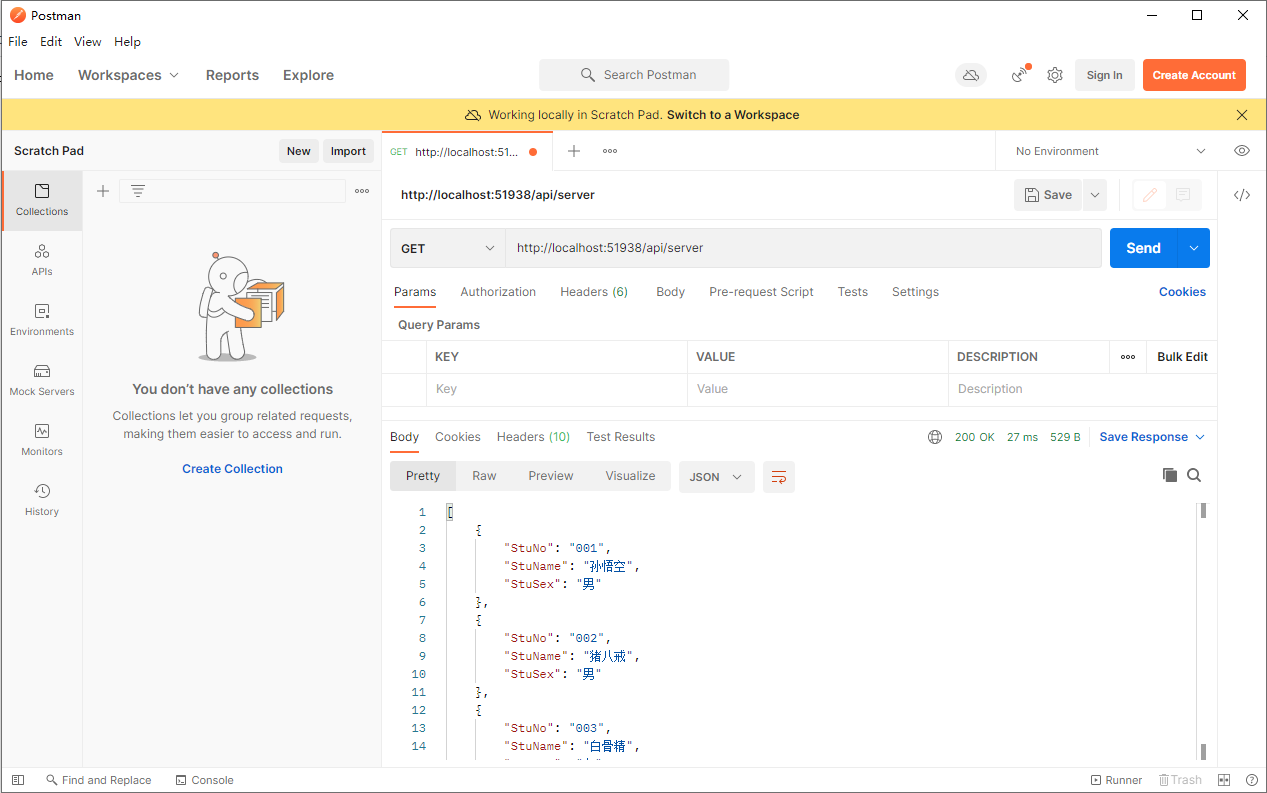 Postman
File Edit View Help
Home Workspaces Reports Explore Search Postman Sign In Create Account
Working locally in Scratch Pad. Switch to a Workspace
Scratch Pad New Import GET http://localhost:51... No Environment
Collections
APIs
Environments
Mock Servers
Monitors
History
You don't have any collections
Collections let you group related requests,
making them easier to access and run.
Create Collection
http://localhost:51938/api/server Save
GET http://localhost:51938/api/server Send
Params Authorization Headers (6) Body Pre-request Script Tests Settings Cookies
Query Params
KEY VALUE DESCRIPTION Bulk Edit
Key Value Description
Body Cookies Headers (10) Test Results 200 OK 27 ms 529 B Save Response
Pretty Raw Preview Visualize JSON
1 [
2 {
3 "StuNo": "001",
4 "StuName": "孙悟空",
5 "StuSex": "男"
6 },
7 {
8 "StuNo": "002",
9 "StuName": "猪八戒",
10 "StuSex": "男"
11 },
12 {
13 "StuNo": "003",
14 "StuName": "白骨精",
Find and Replace Console Runner Trash